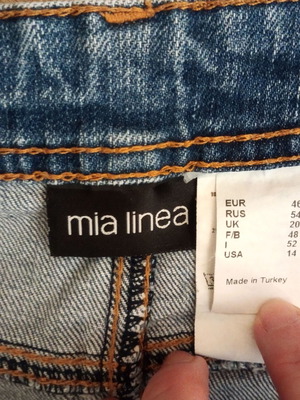 mia linea
EUR 46
RUS 54
UK 20
F/B 48
I 52
USA 14
Made in Turkey